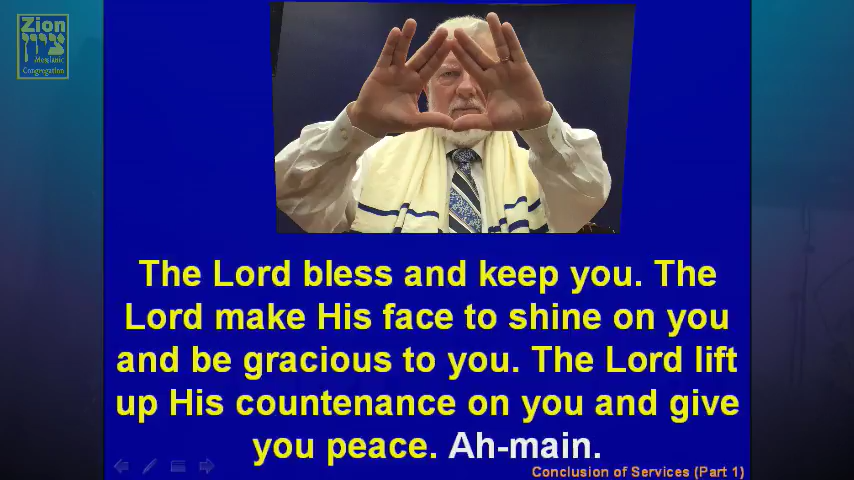 Zion
ציון
Messianic
Congregation
The Lord bless and keep you. The
Lord make His face to shine on you
and be gracious to you. The Lord lift
up His countenance on you and give
you peace. Ah-main.
Conclusion of Services (Part 1)